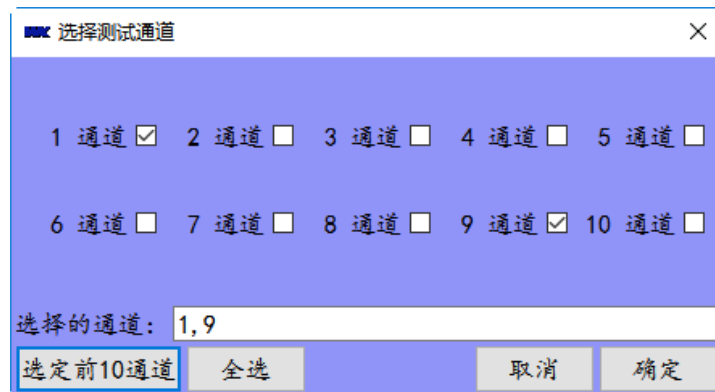 选择测试通道
1 通道 2 通道 3 通道 4 通道 5 通道
6 通道 7 通道 8 通道 9 通道 10 通道
选择的通道: 1,9
选定前10通道 全选 取消 确定